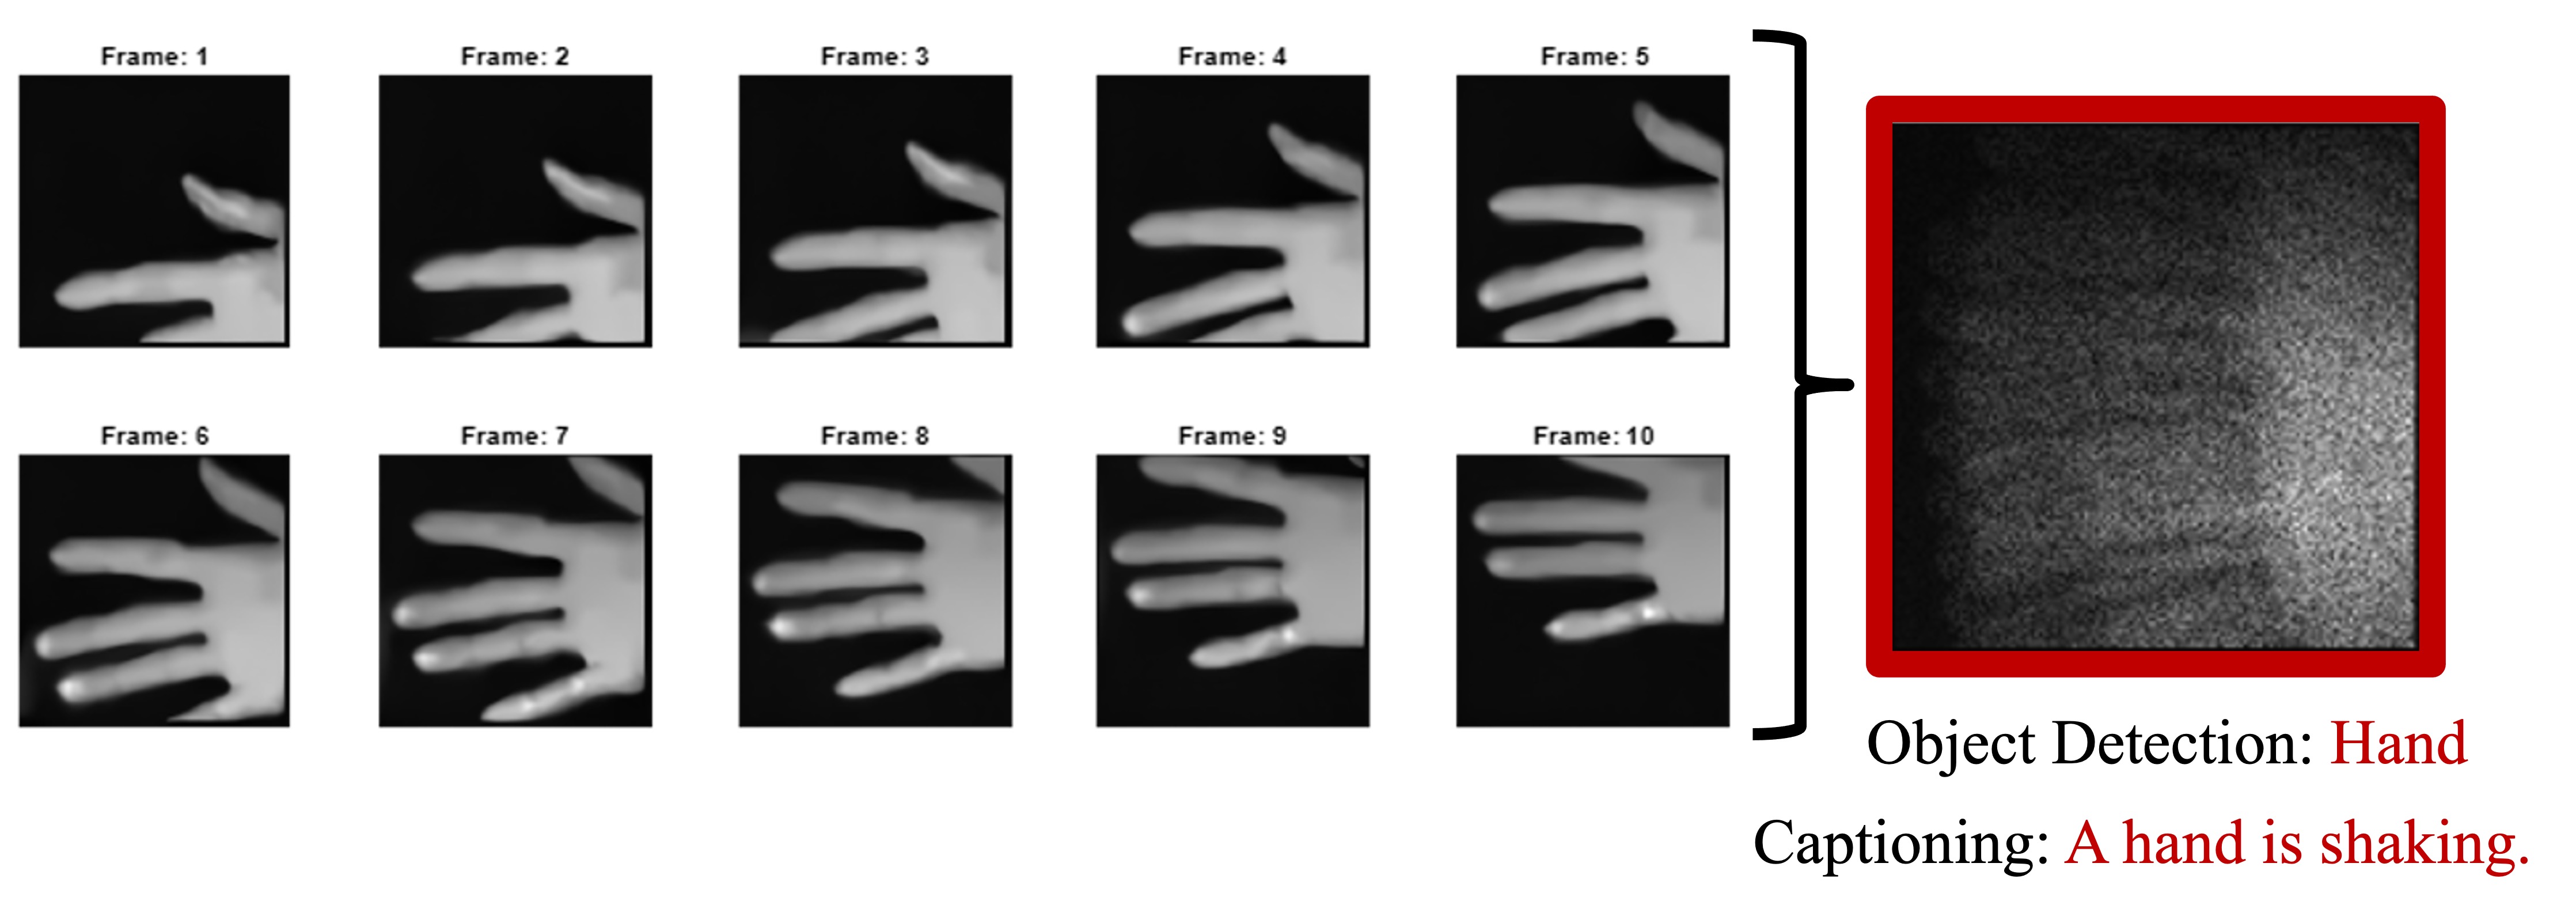 Frame: 1
Frame: 2
Frame: 3
Frame: 4
Frame: 5
Frame: 6
Frame: 7
Frame: 8
Frame: 9
Frame: 10
Object Detection: Hand
Captioning: A hand is shaking.